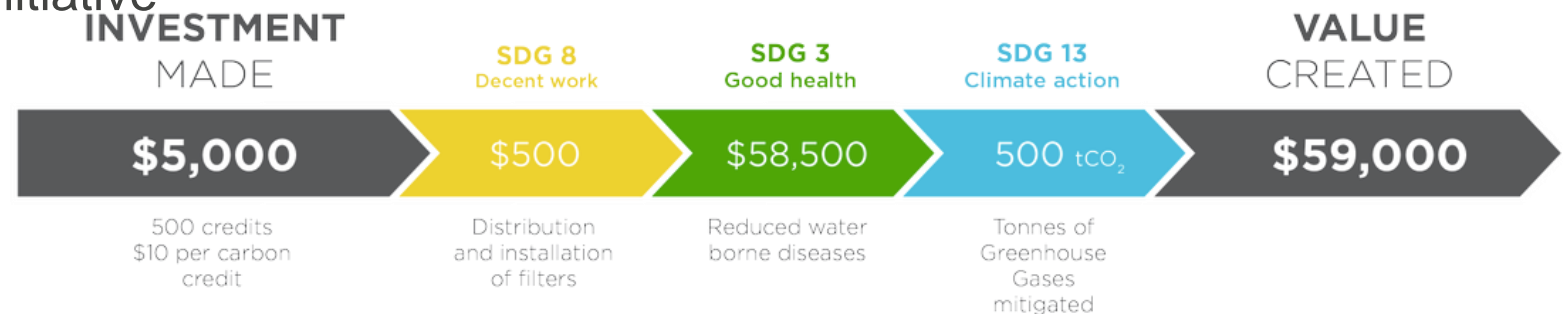 INVESTMENT
MADE
SDG 8
Decent work
SDG 3
Good health
SDG 13
Climate action
VALUE
CREATED
$5,000
$500
$58,500
500 tCO₂
$59,000
500 credits
$10 per carbon
credit
Distribution
and installation
of filters
Reduced water
borne diseases
Tonnes of
Greenhouse
Gases
mitigated